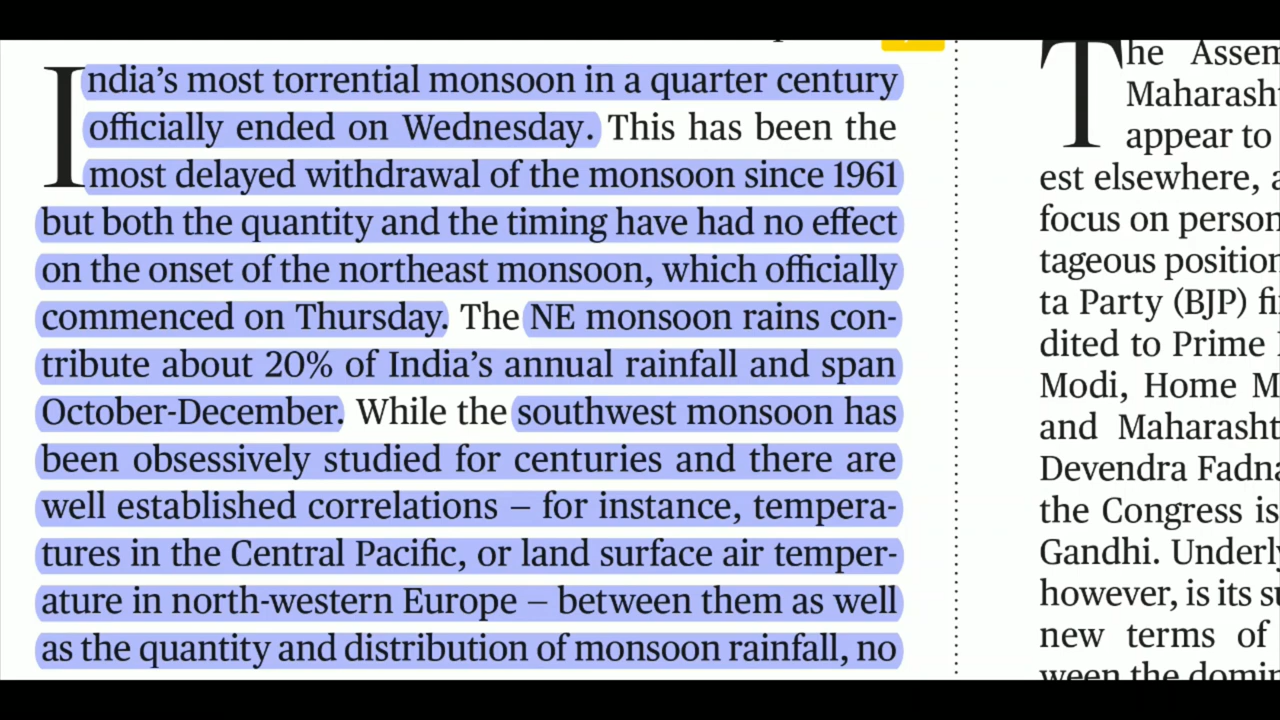 India's most torrential monsoon in a quarter century
officially ended on Wednesday. This has been the
most delayed withdrawal of the monsoon since 1961
but both the quantity and the timing have had no effect
on the onset of the northeast monsoon, which officially
commenced on Thursday. The NE monsoon rains con-
tribute about 20% of India's annual rainfall and span
October-December. While the southwest monsoon has
been obsessively studied for centuries and there are
well established correlations – for instance, tempera-
tures in the Central Pacific, or land surface air temper-
ature in north-western Europe – between them as well
as the quantity and distribution of monsoon rainfall, no
The Assem
Maharasht
appear to
est elsewhere, a
focus on person
tageous position
ta Party (BJP) fi
dited to Prime
Modi, Home M
and Maharasht
Devendra Fadna
the Congress is
Gandhi. Underly
however, is its su
new terms of
ween the domin